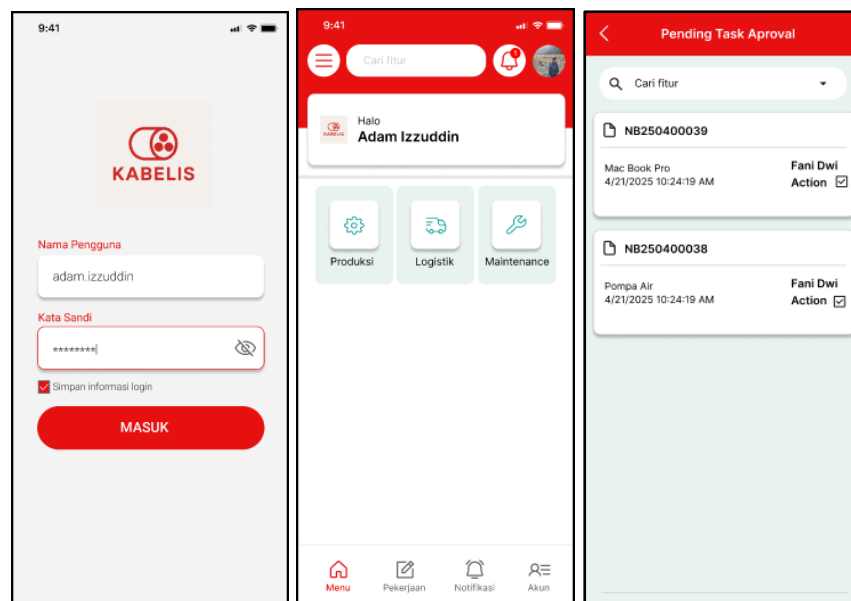 9:41
KABELIS
Nama Pengguna
adam.izzuddin
Kata Sandi
********
Simpan informasi login
MASUK
9:41
Cari fitur
1
KABELIS
Halo
Adam Izzuddin
Produksi
Logistik
Maintenance
Menu
Pekerjaan
Notifikasi
Akun
Pending Task Aproval
Cari fitur
NB250400039
Mac Book Pro
Fani Dwi
4/21/2025 10:24:19 AM
Action
NB250400038
Pompa Air
Fani Dwi
4/21/2025 10:24:19 AM
Action